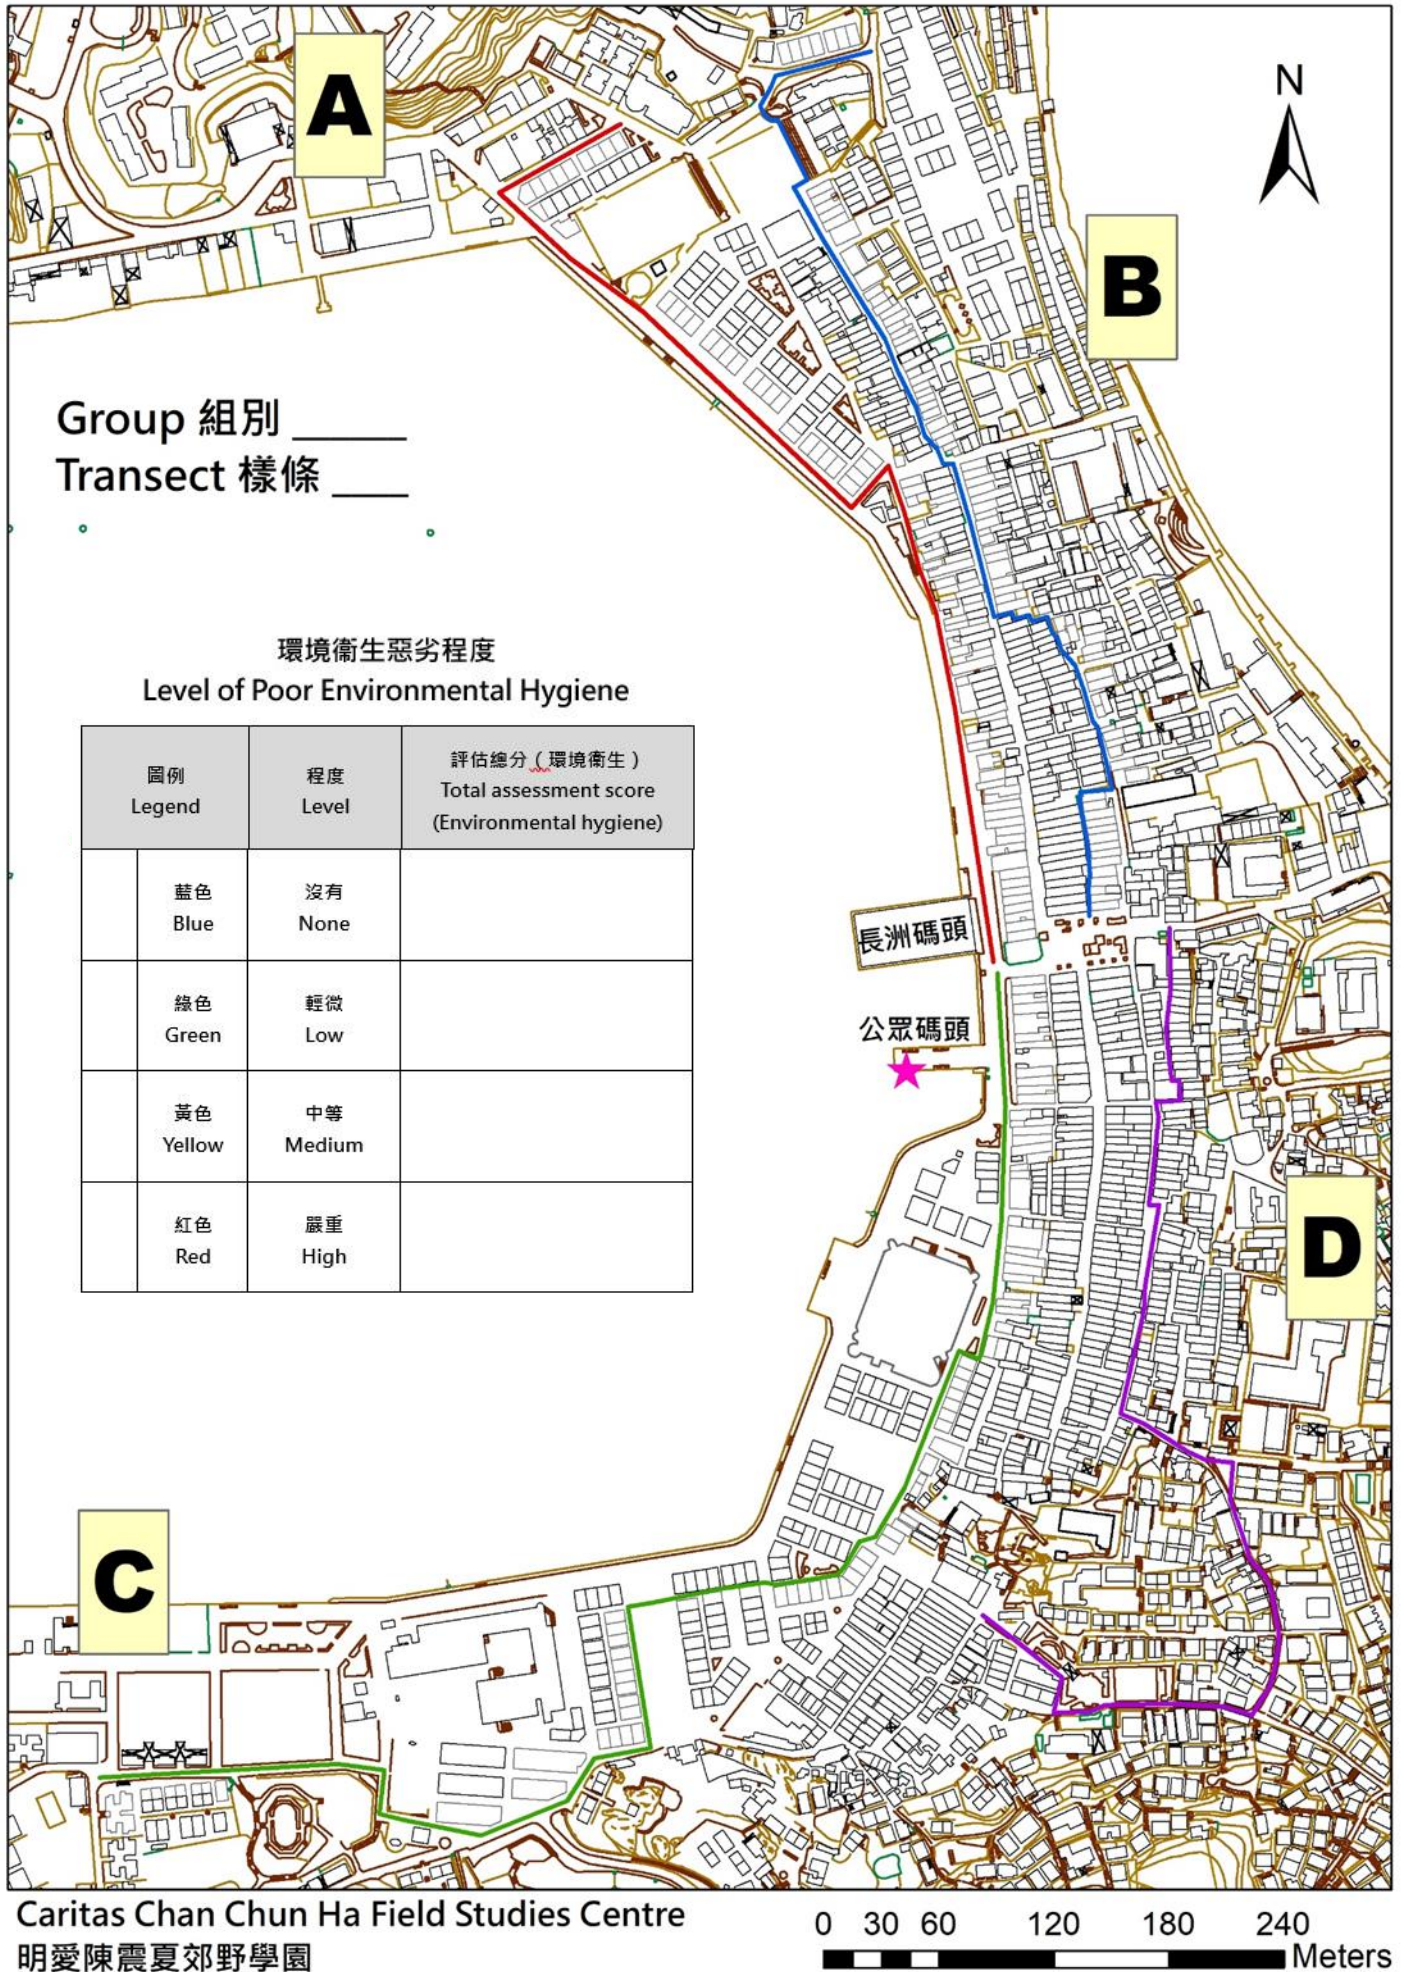 A
N
B
Group 組別 ______
Transect 樣條 ____
環境衞生惡劣程度
Level of Poor Environmental Hygiene
圖例
Legend
程度
Level
評估總分（環境衞生）
Total assessment score
(Environmental hygiene)
藍色
Blue
沒有
None
綠色
Green
輕微
Low
黃色
Yellow
中等
Medium
紅色
Red
嚴重
High
長洲碼頭
公眾碼頭
D
C
Caritas Chan Chun Ha Field Studies Centre
明愛陳震夏郊野學園
0 30 60 120 180 240
Meters